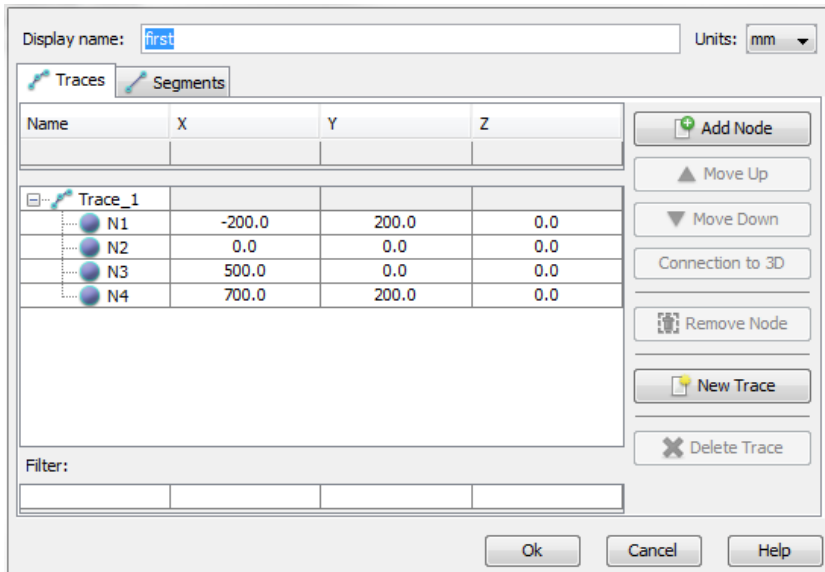 Display name: first Units: mm
Traces Segments
Name X Y Z
Trace_1
N1 -200.0 200.0 0.0
N2 0.0 0.0 0.0
N3 500.0 0.0 0.0
N4 700.0 200.0 0.0
Filter:
Add Node
Move Up
Move Down
Connection to 3D
Remove Node
New Trace
Delete Trace
Ok Cancel Help